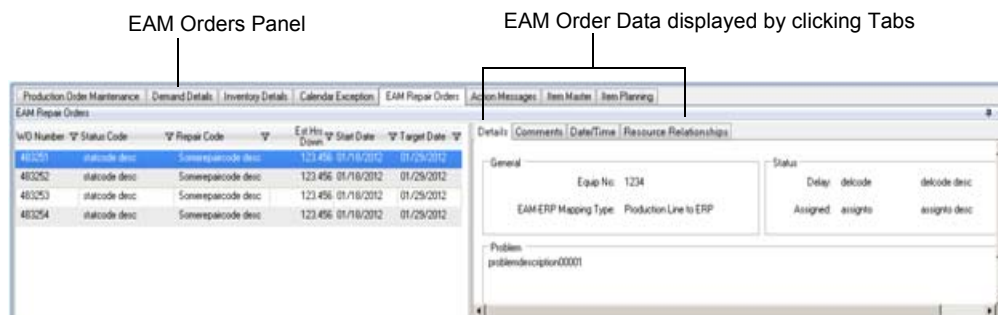 EAM Orders Panel
EAM Order Data displayed by clicking Tabs
Production Order Maintenance Demand Details Inventory Details Calendar Exception EAM Repair Orders Action Messages Item Master Item Planning
EAM Repair Orders
WO Number Status Code Repair Code Est Hrs Down Start Date Target Date
483251 statcode desc Somerepaircode desc 123.456 01/18/2012 01/29/2012
483252 statcode desc Somerepaircode desc 123.456 01/18/2012 01/29/2012
483253 statcode desc Somerepaircode desc 123.456 01/18/2012 01/29/2012
483254 statcode desc Somerepaircode desc 123.456 01/18/2012 01/29/2012
Details Comments Date/Time Resource Relationships
General
Equip No: 1234
EAM-ERP Mapping Type: Production Line to ERP
Status
Delay: delcode delcode desc
Assigned: assignto assignto desc
Problem
problemdescription00001